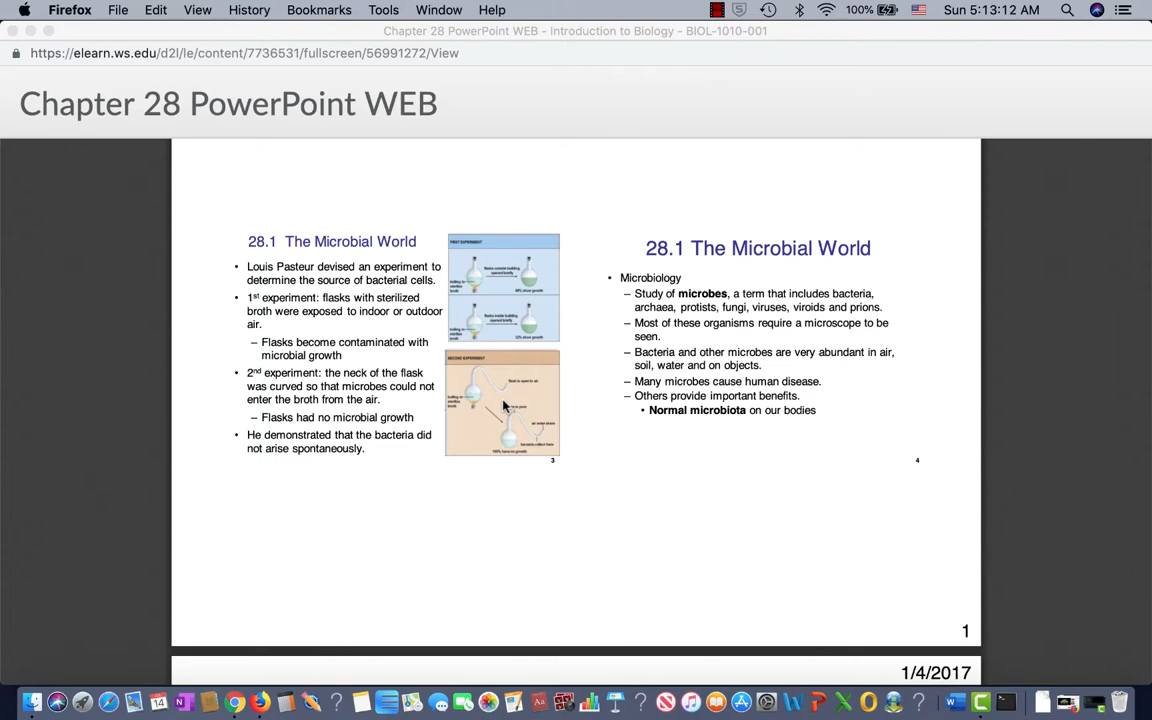 Firefox File Edit View History Bookmarks Tools Window Help 100% Sun 5:13:12 AM
Chapter 28 PowerPoint WEB - Introduction to Biology - BIOL-1010-001
https://elearn.ws.edu/d2l/le/content/7736531/fullscreen/56991272/View
Chapter 28 PowerPoint WEB
28.1 The Microbial World
• Louis Pasteur devised an experiment to
determine the source of bacterial cells.
• 1st experiment: flasks with sterilized
broth were exposed to indoor or outdoor
air.
– Flasks become contaminated with
microbial growth
• 2nd experiment: the neck of the flask
was curved so that microbes could not
enter the broth from the air.
– Flasks had no microbial growth
• He demonstrated that the bacteria did
not arise spontaneously.
FIRST EXPERIMENT
SECOND EXPERIMENT
flask is open to air
3
28.1 The Microbial World
• Microbiology
– Study of microbes, a term that includes bacteria,
archaea, protists, fungi, viruses, viroids and prions.
– Most of these organisms require a microscope to be
seen.
– Bacteria and other microbes are very abundant in air,
soil, water and on objects.
– Many microbes cause human disease.
– Others provide important benefits.
• Normal microbiota on our bodies
4
1
1/4/2017